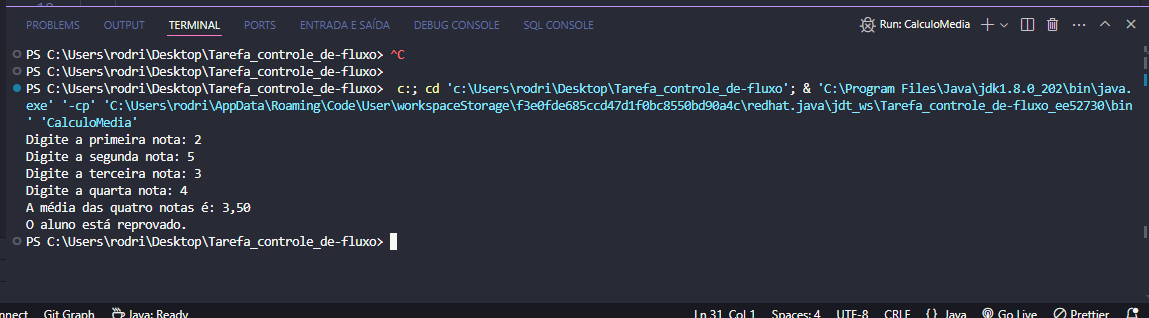 PROBLEMS OUTPUT TERMINAL PORTS ENTRADA E SAÍDA DEBUG CONSOLE SQL CONSOLE Run: CalculoMedia
PS C:\Users\rodri\Desktop\Tarefa_controle_de-fluxo> ^C
PS C:\Users\rodri\Desktop\Tarefa_controle_de-fluxo>
PS C:\Users\rodri\Desktop\Tarefa_controle_de-fluxo>  c:; cd 'c:\Users\rodri\Desktop\Tarefa_controle_de-fluxo'; & 'C:\Program Files\Java\jdk1.8.0_202\bin\java.
exe' '-cp' 'C:\Users\rodri\AppData\Roaming\Code\User\workspaceStorage\f3e0fde685ccd47d1f0bc8550bd90a4c\redhat.java\jdt_ws\Tarefa_controle_de-fluxo_ee52730\bin
' 'CalculoMedia'
Digite a primeira nota: 2
Digite a segunda nota: 5
Digite a terceira nota: 3
Digite a quarta nota: 4
A média das quatro notas é: 3,50
O aluno está reprovado.
PS C:\Users\rodri\Desktop\Tarefa_controle_de-fluxo>
nnect Git Graph Java: Ready Ln 31, Col 1 Spaces: 4 UTF-8 CRLF {} Java Go Live Prettier